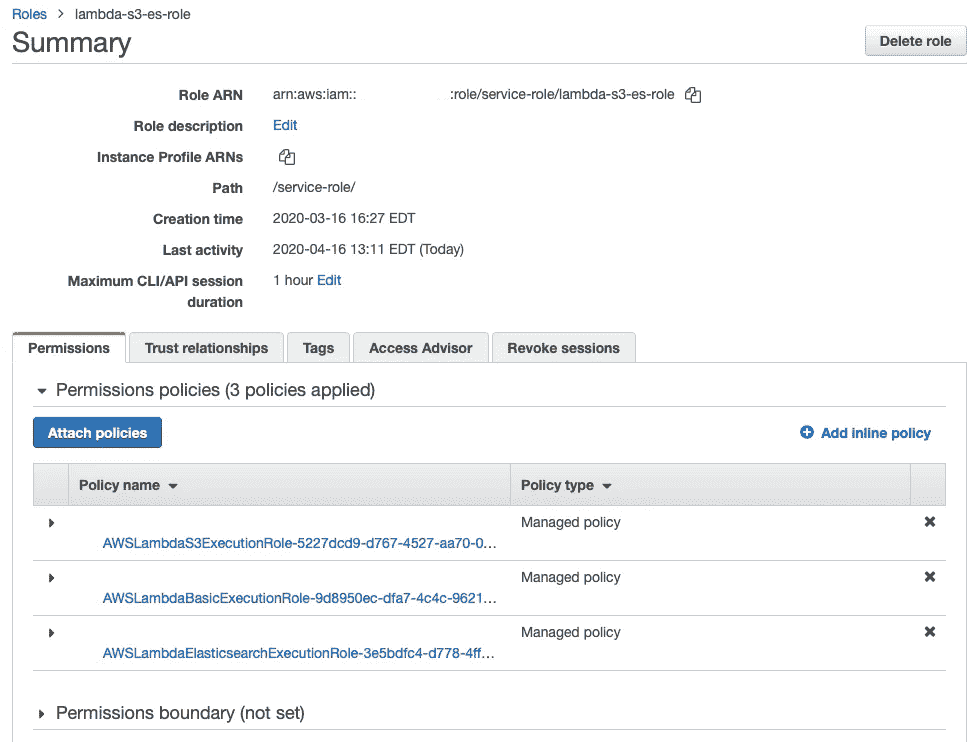 Roles > lambda-s3-es-role
Summary
Delete role
Role ARN arn:aws:iam:: :role/service-role/lambda-s3-es-role
Role description Edit
Instance Profile ARNs
Path /service-role/
Creation time 2020-03-16 16:27 EDT
Last activity 2020-04-16 13:11 EDT (Today)
Maximum CLI/API session 1 hour Edit
duration
Permissions Trust relationships Tags Access Advisor Revoke sessions
Permissions policies (3 policies applied)
Attach policies Add inline policy
Policy name Policy type
Managed policy
AWSLambdaS3ExecutionRole-5227dcd9-d767-4527-aa70-0...
Managed policy
AWSLambdaBasicExecutionRole-9d8950ec-dfa7-4c4c-9621...
Managed policy
AWSLambdaElasticsearchExecutionRole-3e5bdfc4-d778-4ff...
Permissions boundary (not set)